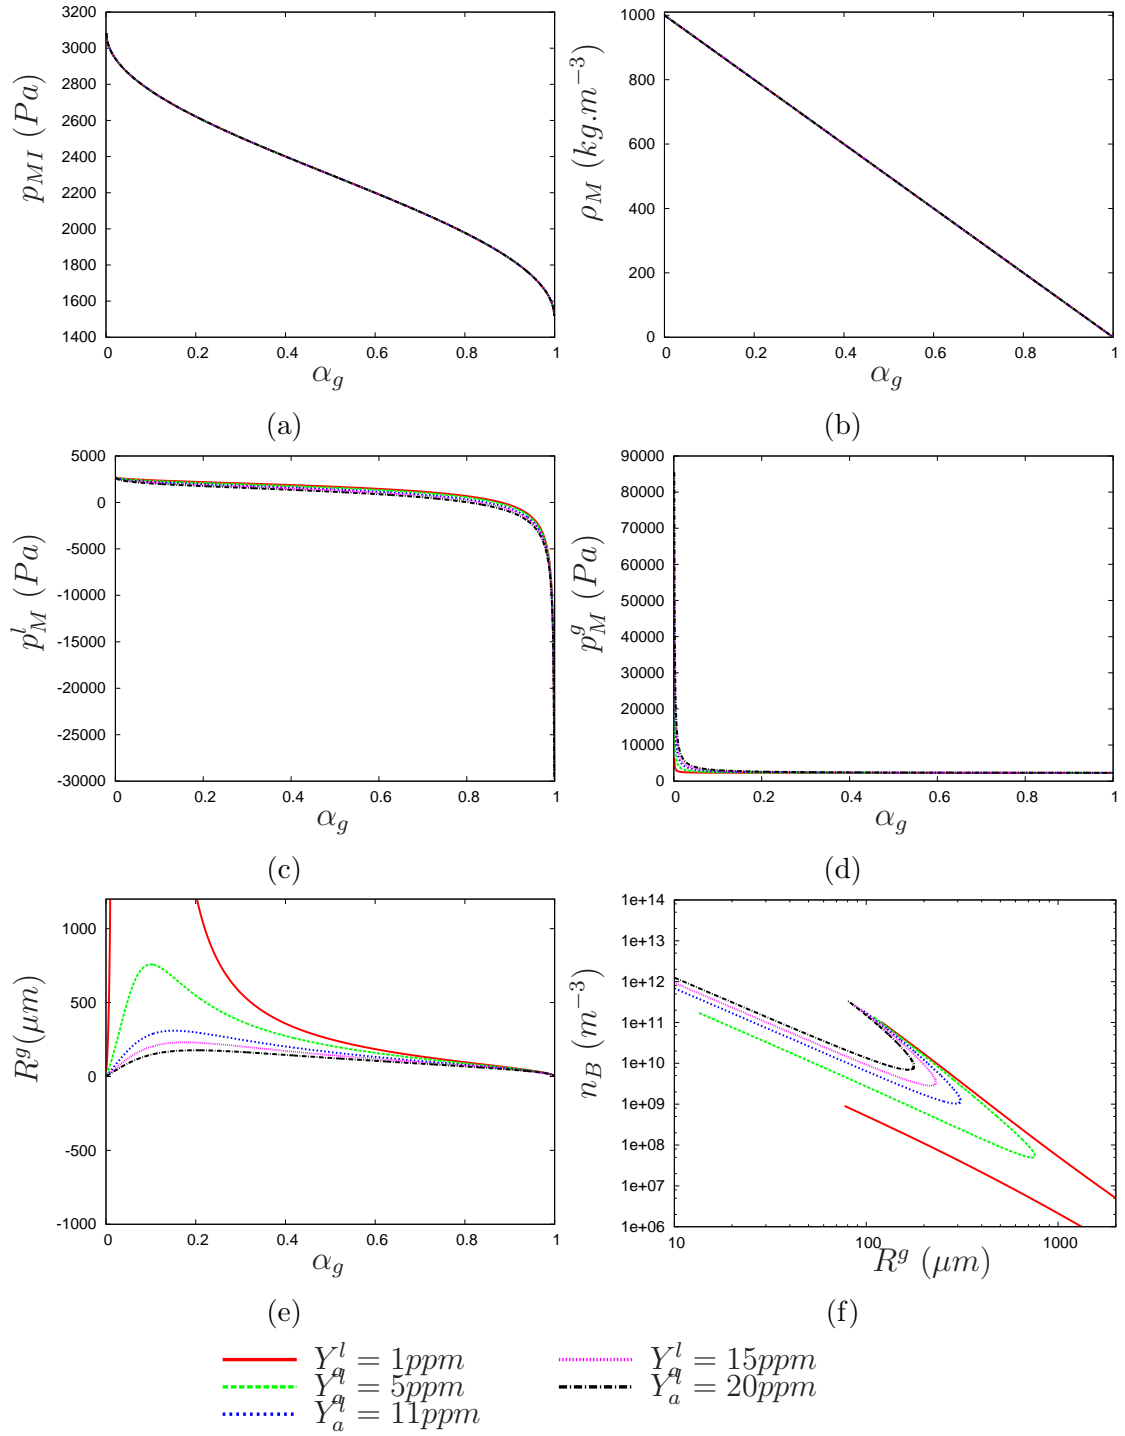 3200
3000
2800
2600
2400
2200
2000
1800
1600
1400
0 0.2 0.4 0.6 0.8 1
p_{MI} (Pa)
α_g
(a)
1000
800
600
400
200
0
0 0.2 0.4 0.6 0.8 1
ρ_M (kg.m^{-3})
α_g
(b)
5000
0
-5000
-10000
-15000
-20000
-25000
-30000
0 0.2 0.4 0.6 0.8 1
p^l_M (Pa)
α_g
(c)
90000
80000
70000
60000
50000
40000
30000
20000
10000
0
0 0.2 0.4 0.6 0.8 1
p^g_M (Pa)
α_g
(d)
1000
500
0
-500
-1000
0 0.2 0.4 0.6 0.8 1
R^g(μm)
α_g
(e)
1e+14
1e+13
1e+12
1e+11
1e+10
1e+09
1e+08
1e+07
1e+06
10 100 1000
n_B (m^{-3})
R^g (μm)
(f)
Y^l_a = 1ppm
Y^l_a = 5ppm
Y^l_a = 11ppm
Y^l_a = 15ppm
Y^l_a = 20ppm